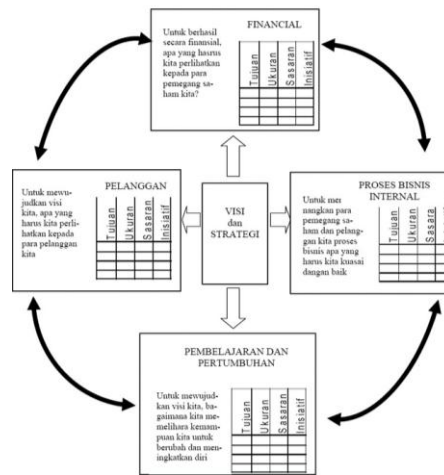 FINANCIAL
Untuk berhasil
secara finansial,
apa yang hasrus
kita perlihatkan
kepada para
pemegang sa-
ham kita?
Tujuan
Ukuran
Sasaran
Inisiatif
PELANGGAN
Untuk mewu-
judkan visi
kita, apa yang
harus kita perli-
hatkan kepada
para pelanggan
kita
Tujuan
Ukuran
Sasaran
Inisiatif
VISI
dan
STRATEGI
PROSES BISNIS
INTERNAL
Untuk me
nangkan para
pemegang sa-
ham dan pelang-
gan kita proses
bisnis apa yang
harus kita kuasai
dangan baik
Tujuan
Ukuran
Sasara
Inisiatif
PEMBELAJARAN DAN
PERTUMBUHAN
Untuk mewujud-
kan visi kita, ba-
gaimana kita me-
melihara kemam-
puan kita untuk
berubah dan me-
ningkatkan diri
Tujuan
Ukuran
Sasaran
Inisiatif